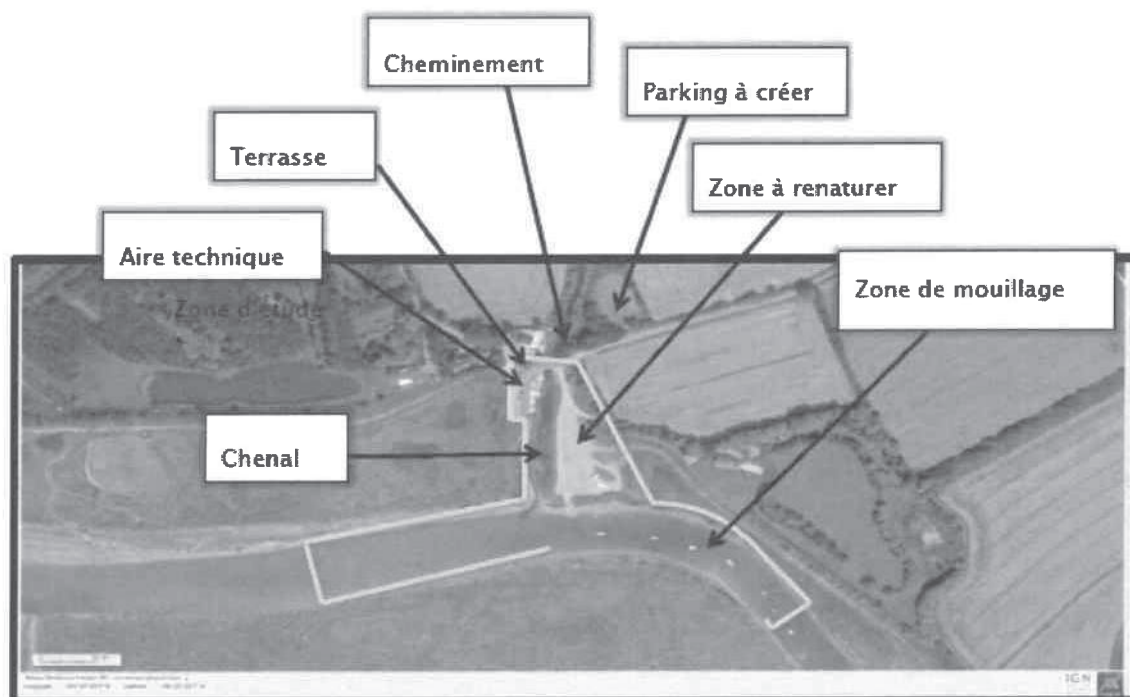 Cheminement
Parking à créer
Terrasse
Zone à renaturer
Aire technique
Zone de mouillage
Zone d'étude
Chenal
IGN